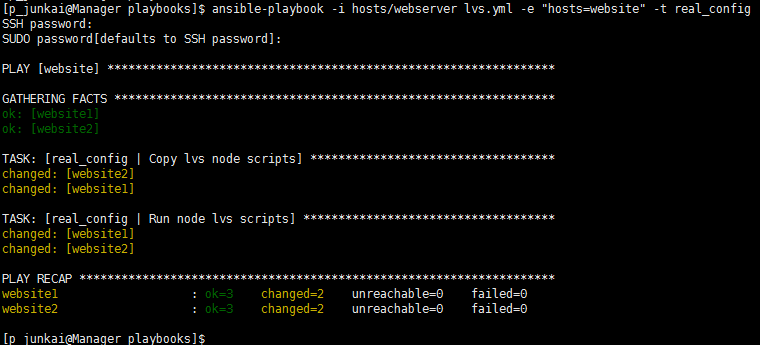 [p_junkai@Manager playbooks]$ ansible-playbook -i hosts/webserver lvs.yml -e "hosts=website" -t real_config
SSH password:
SUDO password[defaults to SSH password]:
PLAY [website] ****************************************************************
GATHERING FACTS ***************************************************************
ok: [website1]
ok: [website2]
TASK: [real_config | Copy lvs node scripts] ***********************************
changed: [website2]
changed: [website1]
TASK: [real_config | Run node lvs scripts] ************************************
changed: [website1]
changed: [website2]
PLAY RECAP ********************************************************************
website1                   : ok=3    changed=2    unreachable=0    failed=0
website2                   : ok=3    changed=2    unreachable=0    failed=0
[p_junkai@Manager playbooks]$